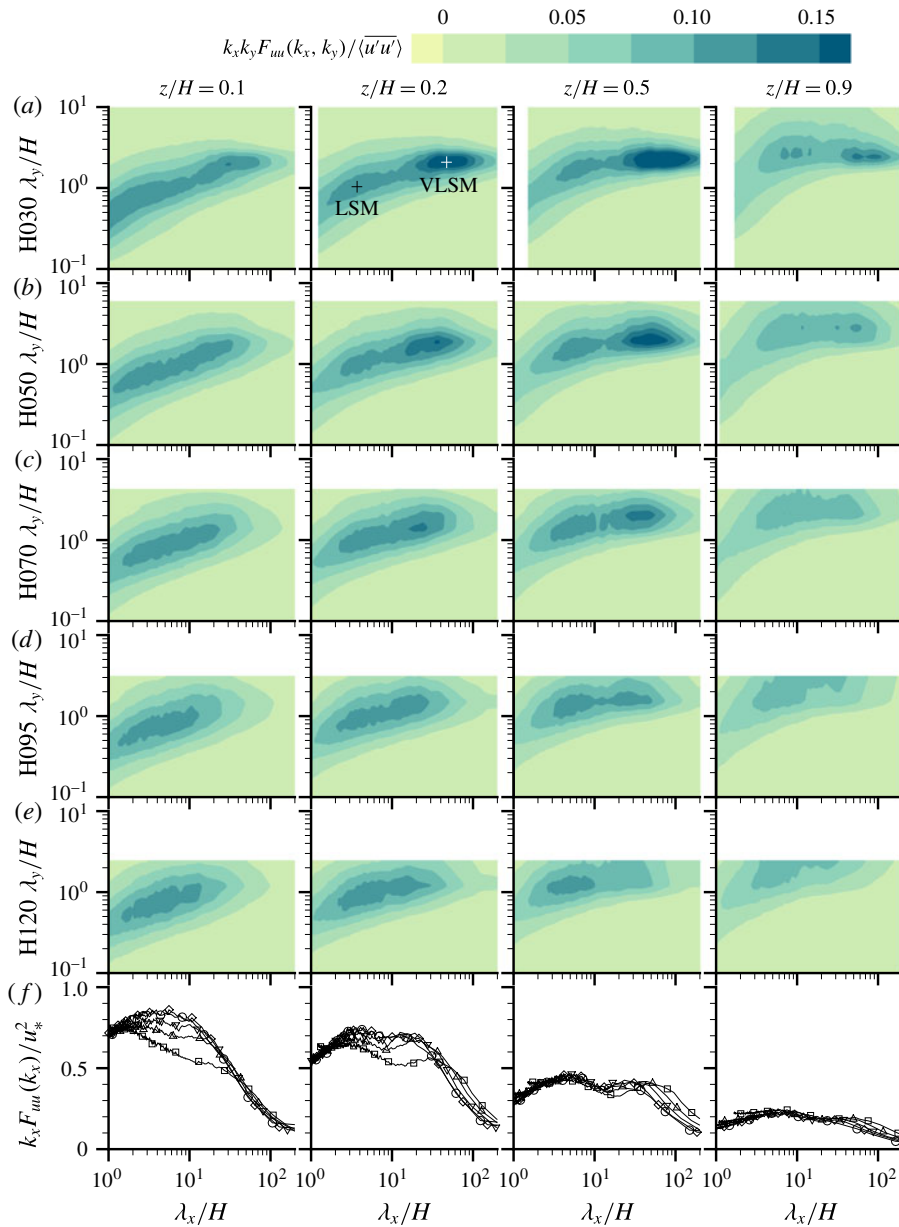 0 0.05 0.10 0.15
k_x k_y F_{uu}(k_x, k_y)/⟨\overline{u'u'}⟩
z/H = 0.1 z/H = 0.2 z/H = 0.5 z/H = 0.9
(a)
10^1
H030 λ_y/H
10^0
LSM
VLSM
10^{-1}
(b)
10^1
H050 λ_y/H
10^0
10^{-1}
(c)
10^1
H070 λ_y/H
10^0
10^{-1}
(d)
10^1
H095 λ_y/H
10^0
10^{-1}
(e)
10^1
H120 λ_y/H
10^0
10^{-1}
(f)
1.0
k_x F_{uu}(k_x)/u_*^2
0.5
0
10^0 10^1 10^2 10^0 10^1 10^2 10^0 10^1 10^2 10^0 10^1 10^2
λ_x/H λ_x/H λ_x/H λ_x/H